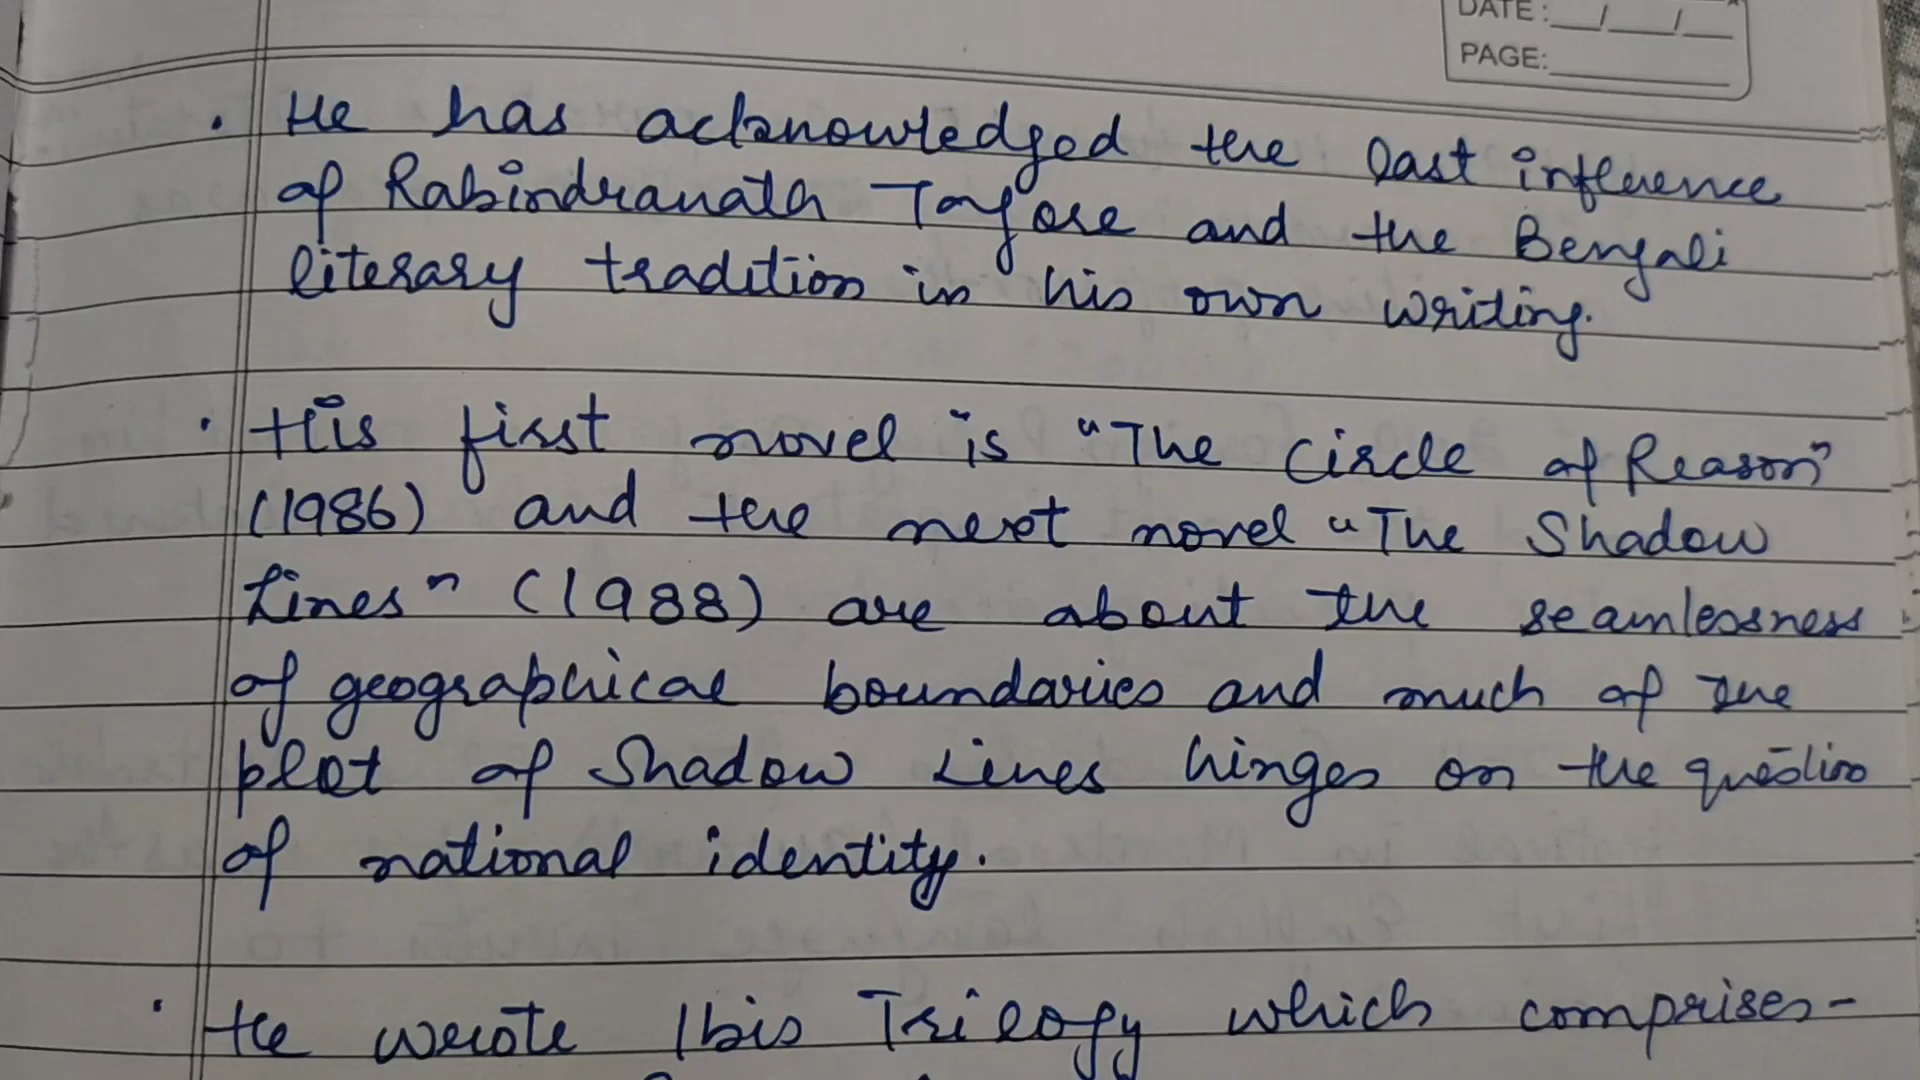 DATE: __/__/__
PAGE:
• He has acknowledged the last influence
of Rabindranath Tagore and the Bengali
literary tradition in his own writing.
• His first novel is "The Circle of Reason"
(1986) and the next novel "The Shadow
Lines" (1988) are about the seamlessness
of geographical boundaries and much of the
plot of Shadow Lines hinges on the question
of national identity.
• He wrote Ibis Trilogy which comprises-